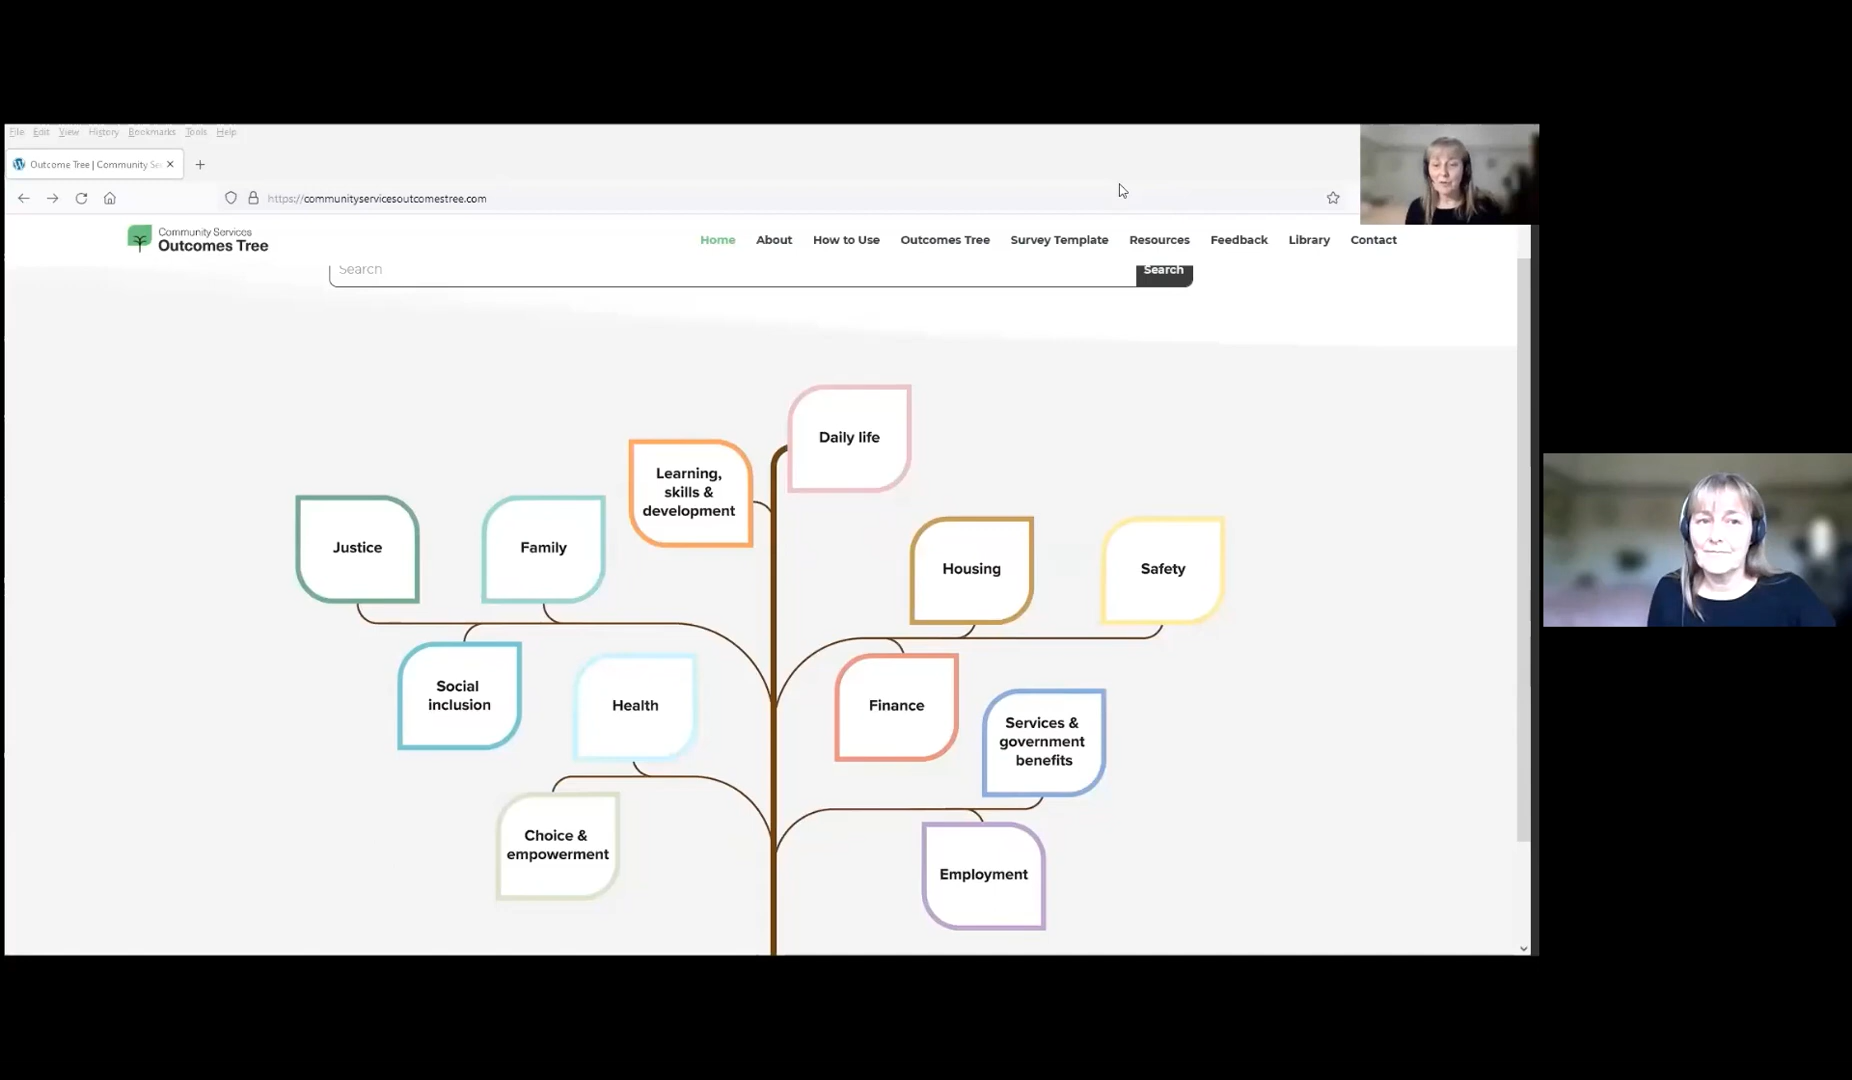 File Edit View History Bookmarks Tools Help
Outcome Tree | Community Se
https://communityservicesoutcomestree.com
Community Services
Outcomes Tree
Home About How to Use Outcomes Tree Survey Template Resources Feedback Library Contact
Search Search
Daily life
Learning,
skills &
development
Justice
Family
Housing
Safety
Social
inclusion
Health
Finance
Services &
government
benefits
Choice &
empowerment
Employment